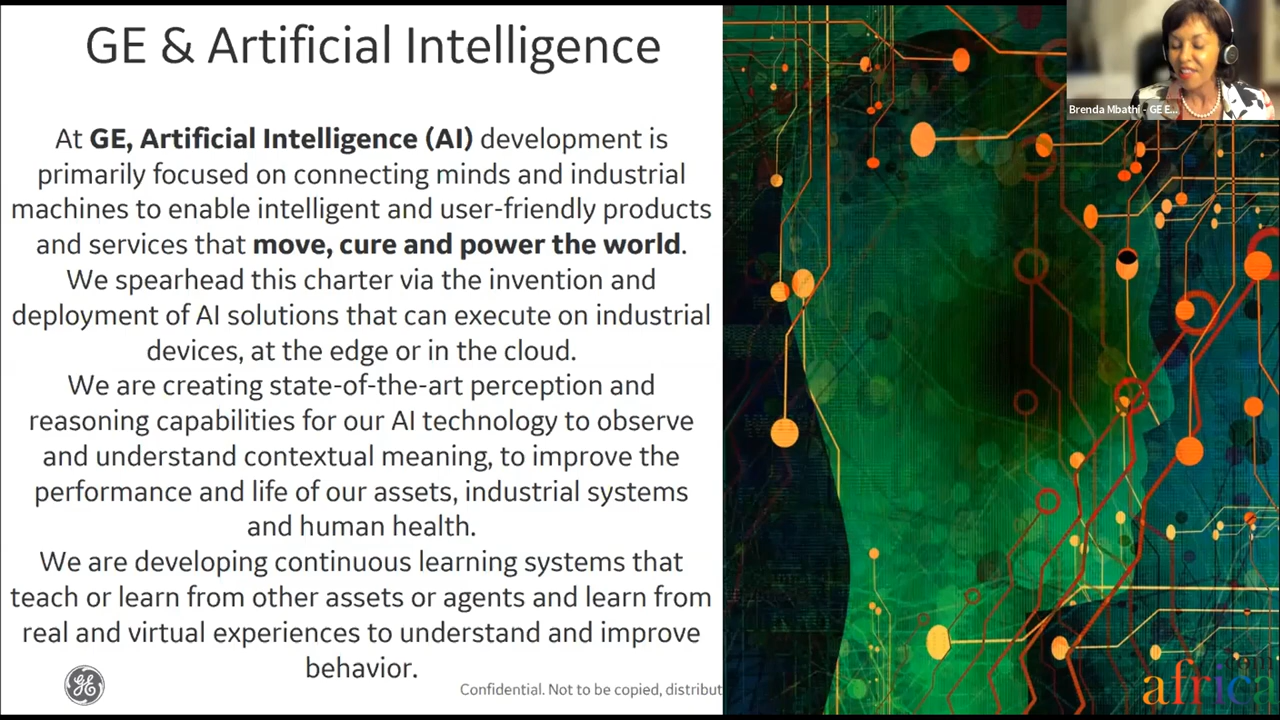 GE & Artificial Intelligence
Brenda Mbathi - GE E...
At GE, Artificial Intelligence (AI) development is
primarily focused on connecting minds and industrial
machines to enable intelligent and user-friendly products
and services that move, cure and power the world.
We spearhead this charter via the invention and
deployment of AI solutions that can execute on industrial
devices, at the edge or in the cloud.
We are creating state-of-the-art perception and
reasoning capabilities for our AI technology to observe
and understand contextual meaning, to improve the
performance and life of our assets, industrial systems
and human health.
We are developing continuous learning systems that
teach or learn from other assets or agents and learn from
real and virtual experiences to understand and improve
behavior.
GE
Confidential. Not to be copied, distribut
africa